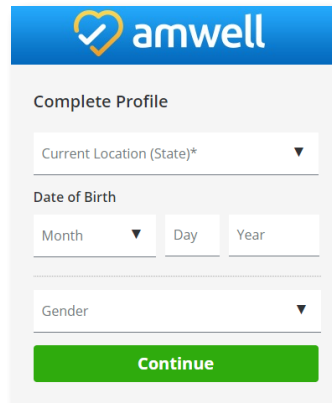 amwell
Complete Profile
Current Location (State)*
Date of Birth
Month Day Year
Gender
Continue